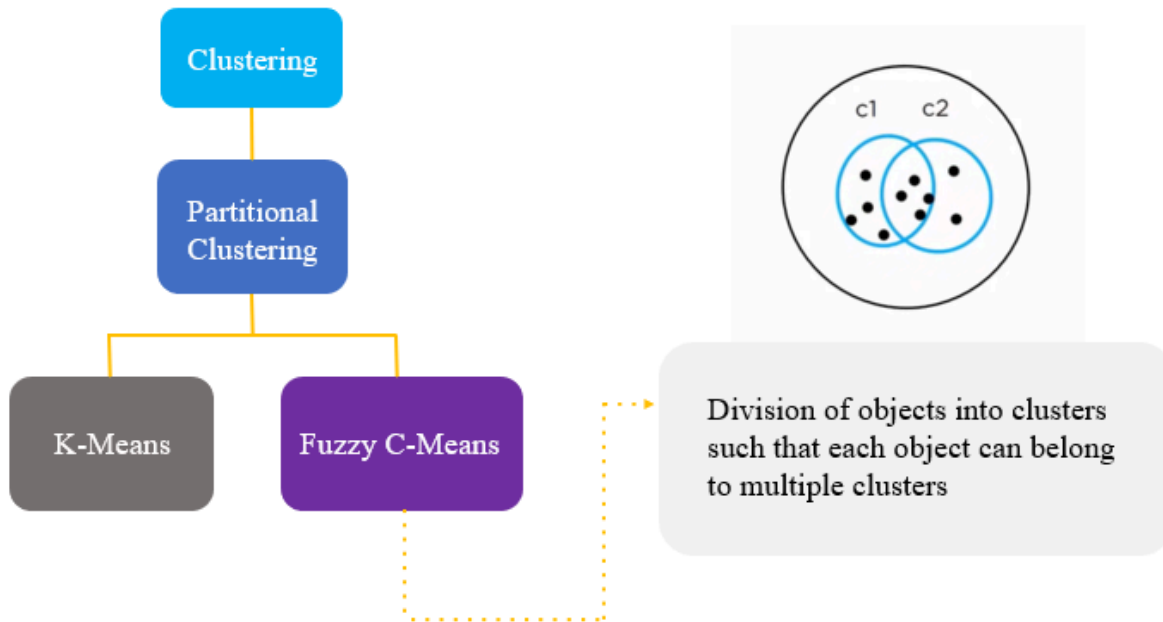 Clustering
Partitional
Clustering
K-Means
Fuzzy C-Means
c1 c2
Division of objects into clusters
such that each object can belong
to multiple clusters